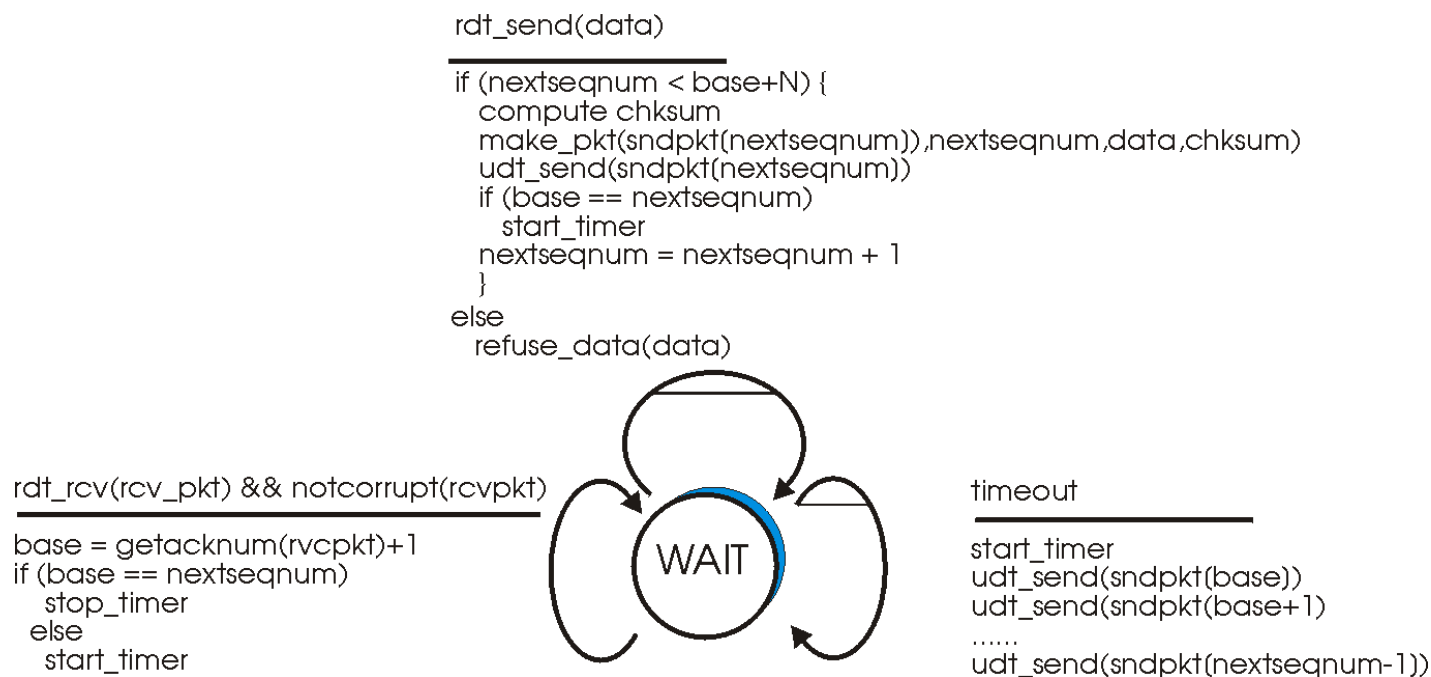 rdt_send(data)
if (nextseqnum < base+N) {
compute chksum
make_pkt(sndpkt(nextseqnum)),nextseqnum,data,chksum)
udt_send(sndpkt(nextseqnum))
if (base == nextseqnum)
start_timer
nextseqnum = nextseqnum + 1
}
else
refuse_data(data)
rdt_rcv(rcv_pkt) && notcorrupt(rcvpkt)
base = getacknum(rvcpkt)+1
if (base == nextseqnum)
stop_timer
else
start_timer
WAIT
timeout
start_timer
udt_send(sndpkt(base))
udt_send(sndpkt(base+1)
......
udt_send(sndpkt(nextseqnum-1))